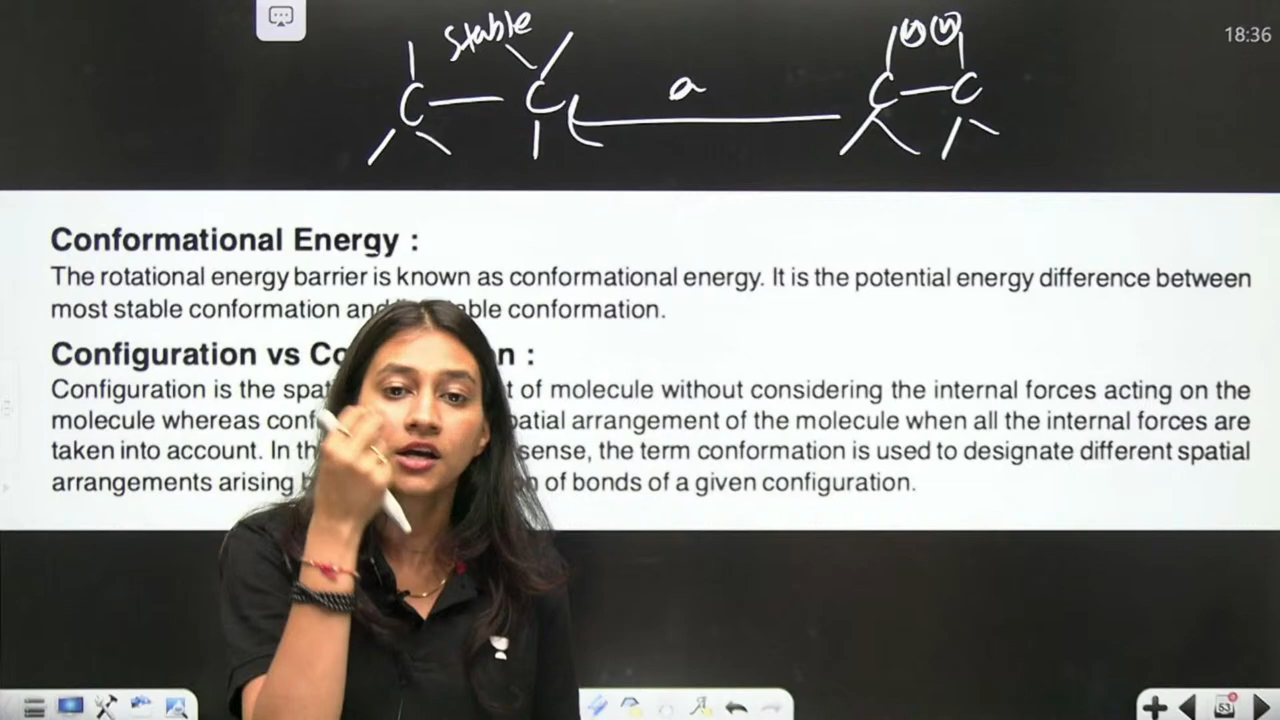 18:36
Stable
C C a C C
Conformational Energy :
The rotational energy barrier is known as conformational energy. It is the potential energy difference between
most stable conformation and able conformation.
Configuration vs Co n :
Configuration is the spat t of molecule without considering the internal forces acting on the
molecule whereas conf patial arrangement of the molecule when all the internal forces are
taken into account. In th sense, the term conformation is used to designate different spatial
arrangements arising b n of bonds of a given configuration.
53